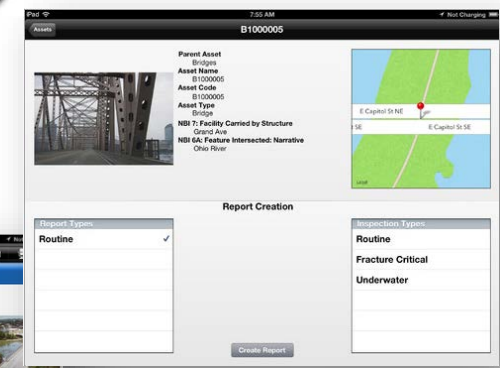 iPad
7:55 AM
Not Charging
Assets
B1000005
Parent Asset
Bridges
Asset Name
B1000005
Asset Code
B1000005
Asset Type
Bridge
NBI 7: Facility Carried by Structure
Grand Ave
NBI 6A: Feature Intersected: Narrative
Ohio River
E Capitol St NE
t SE
E Capitol St SE
Report Creation
Report Types
Routine
Inspection Types
Routine
Fracture Critical
Underwater
Create Report